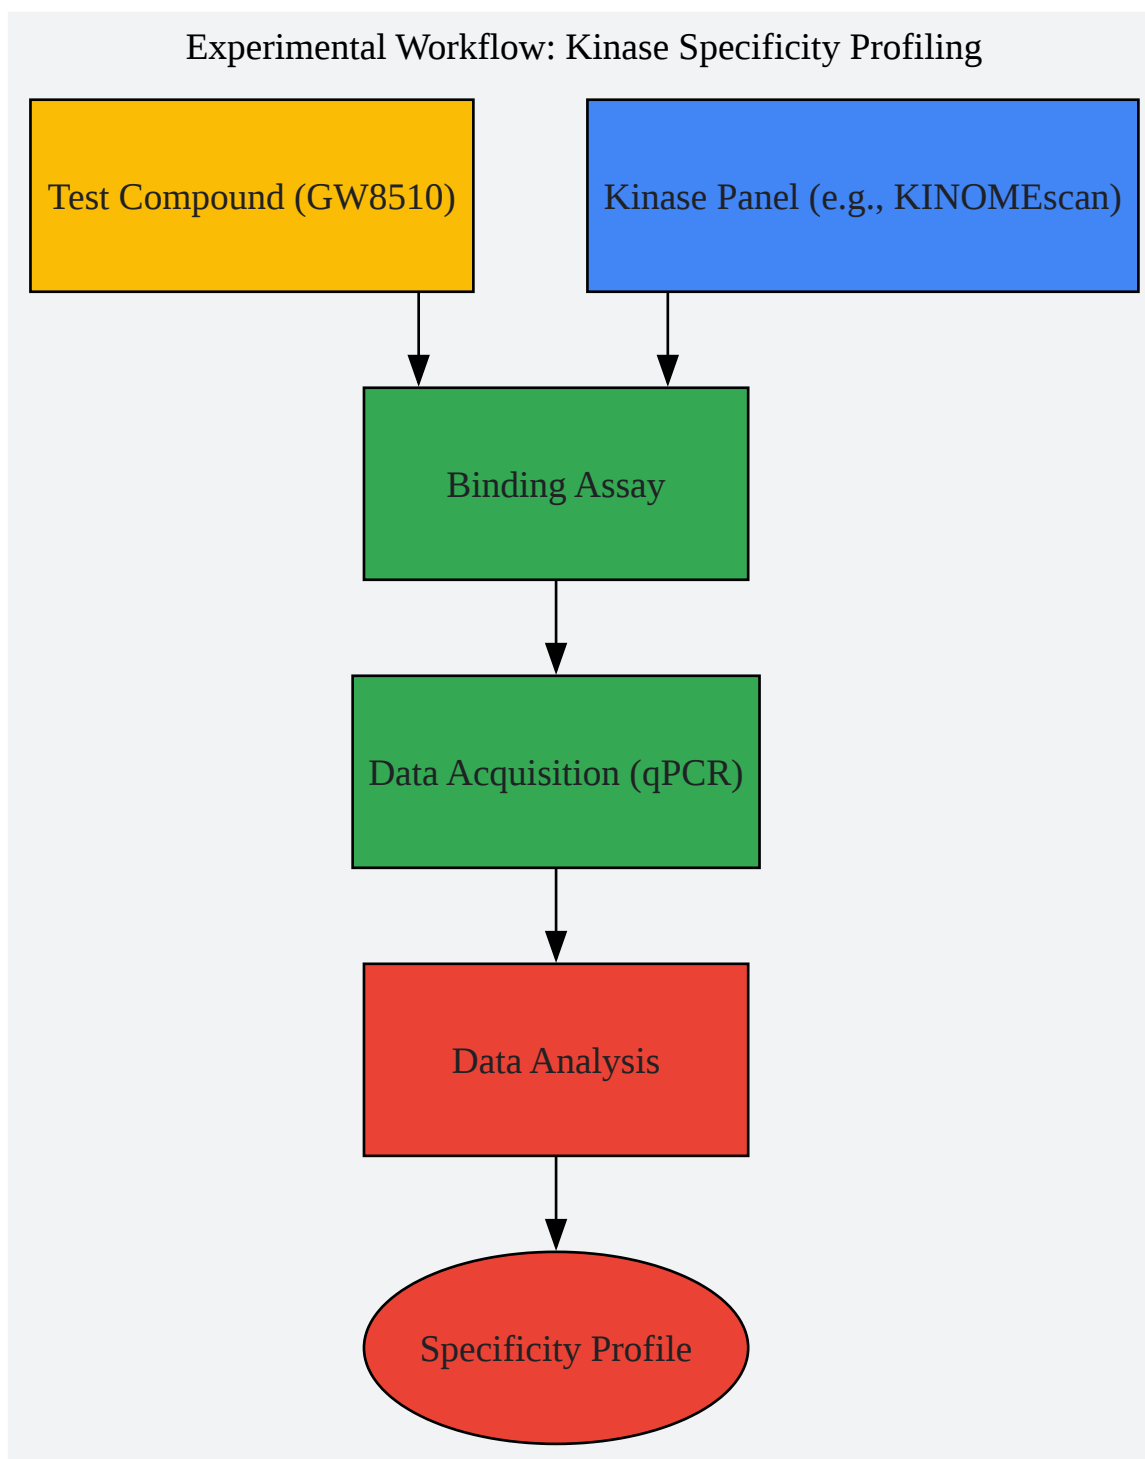 Experimental Workflow: Kinase Specificity Profiling
Test Compound (GW8510)
Kinase Panel (e.g., KINOMEscan)
Binding Assay
Data Acquisition (qPCR)
Data Analysis
Specificity Profile